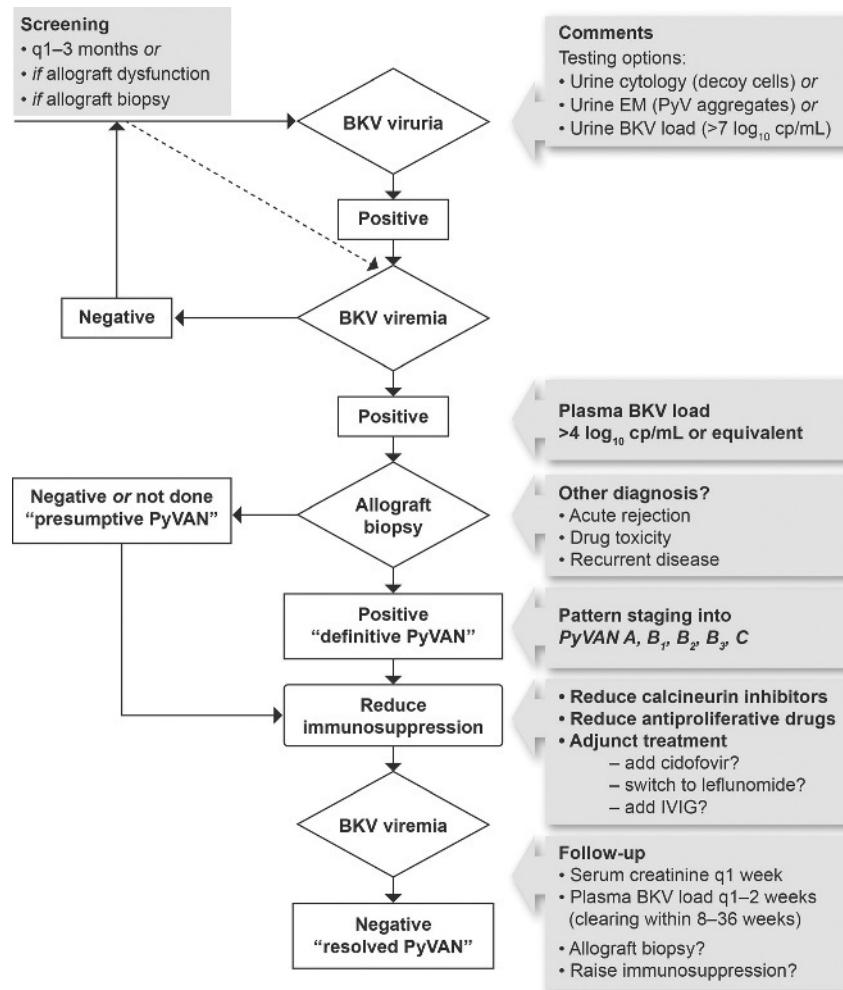 Screening
• q1–3 months or
• if allograft dysfunction
• if allograft biopsy
Comments
Testing options:
• Urine cytology (decoy cells) or
• Urine EM (PyV aggregates) or
• Urine BKV load (>7 log10 cp/mL)
BKV viruria
Positive
Negative
BKV viremia
Positive
Plasma BKV load
>4 log10 cp/mL or equivalent
Negative or not done
“presumptive PyVAN”
Allograft
biopsy
Other diagnosis?
• Acute rejection
• Drug toxicity
• Recurrent disease
Positive
“definitive PyVAN”
Pattern staging into
PyVAN A, B1, B2, B3, C
Reduce
immunosuppression
• Reduce calcineurin inhibitors
• Reduce antiproliferative drugs
• Adjunct treatment
– add cidofovir?
– switch to leflunomide?
– add IVIG?
BKV viremia
Follow-up
• Serum creatinine q1 week
• Plasma BKV load q1–2 weeks
(clearing within 8–36 weeks)
• Allograft biopsy?
• Raise immunosuppression?
Negative
“resolved PyVAN”